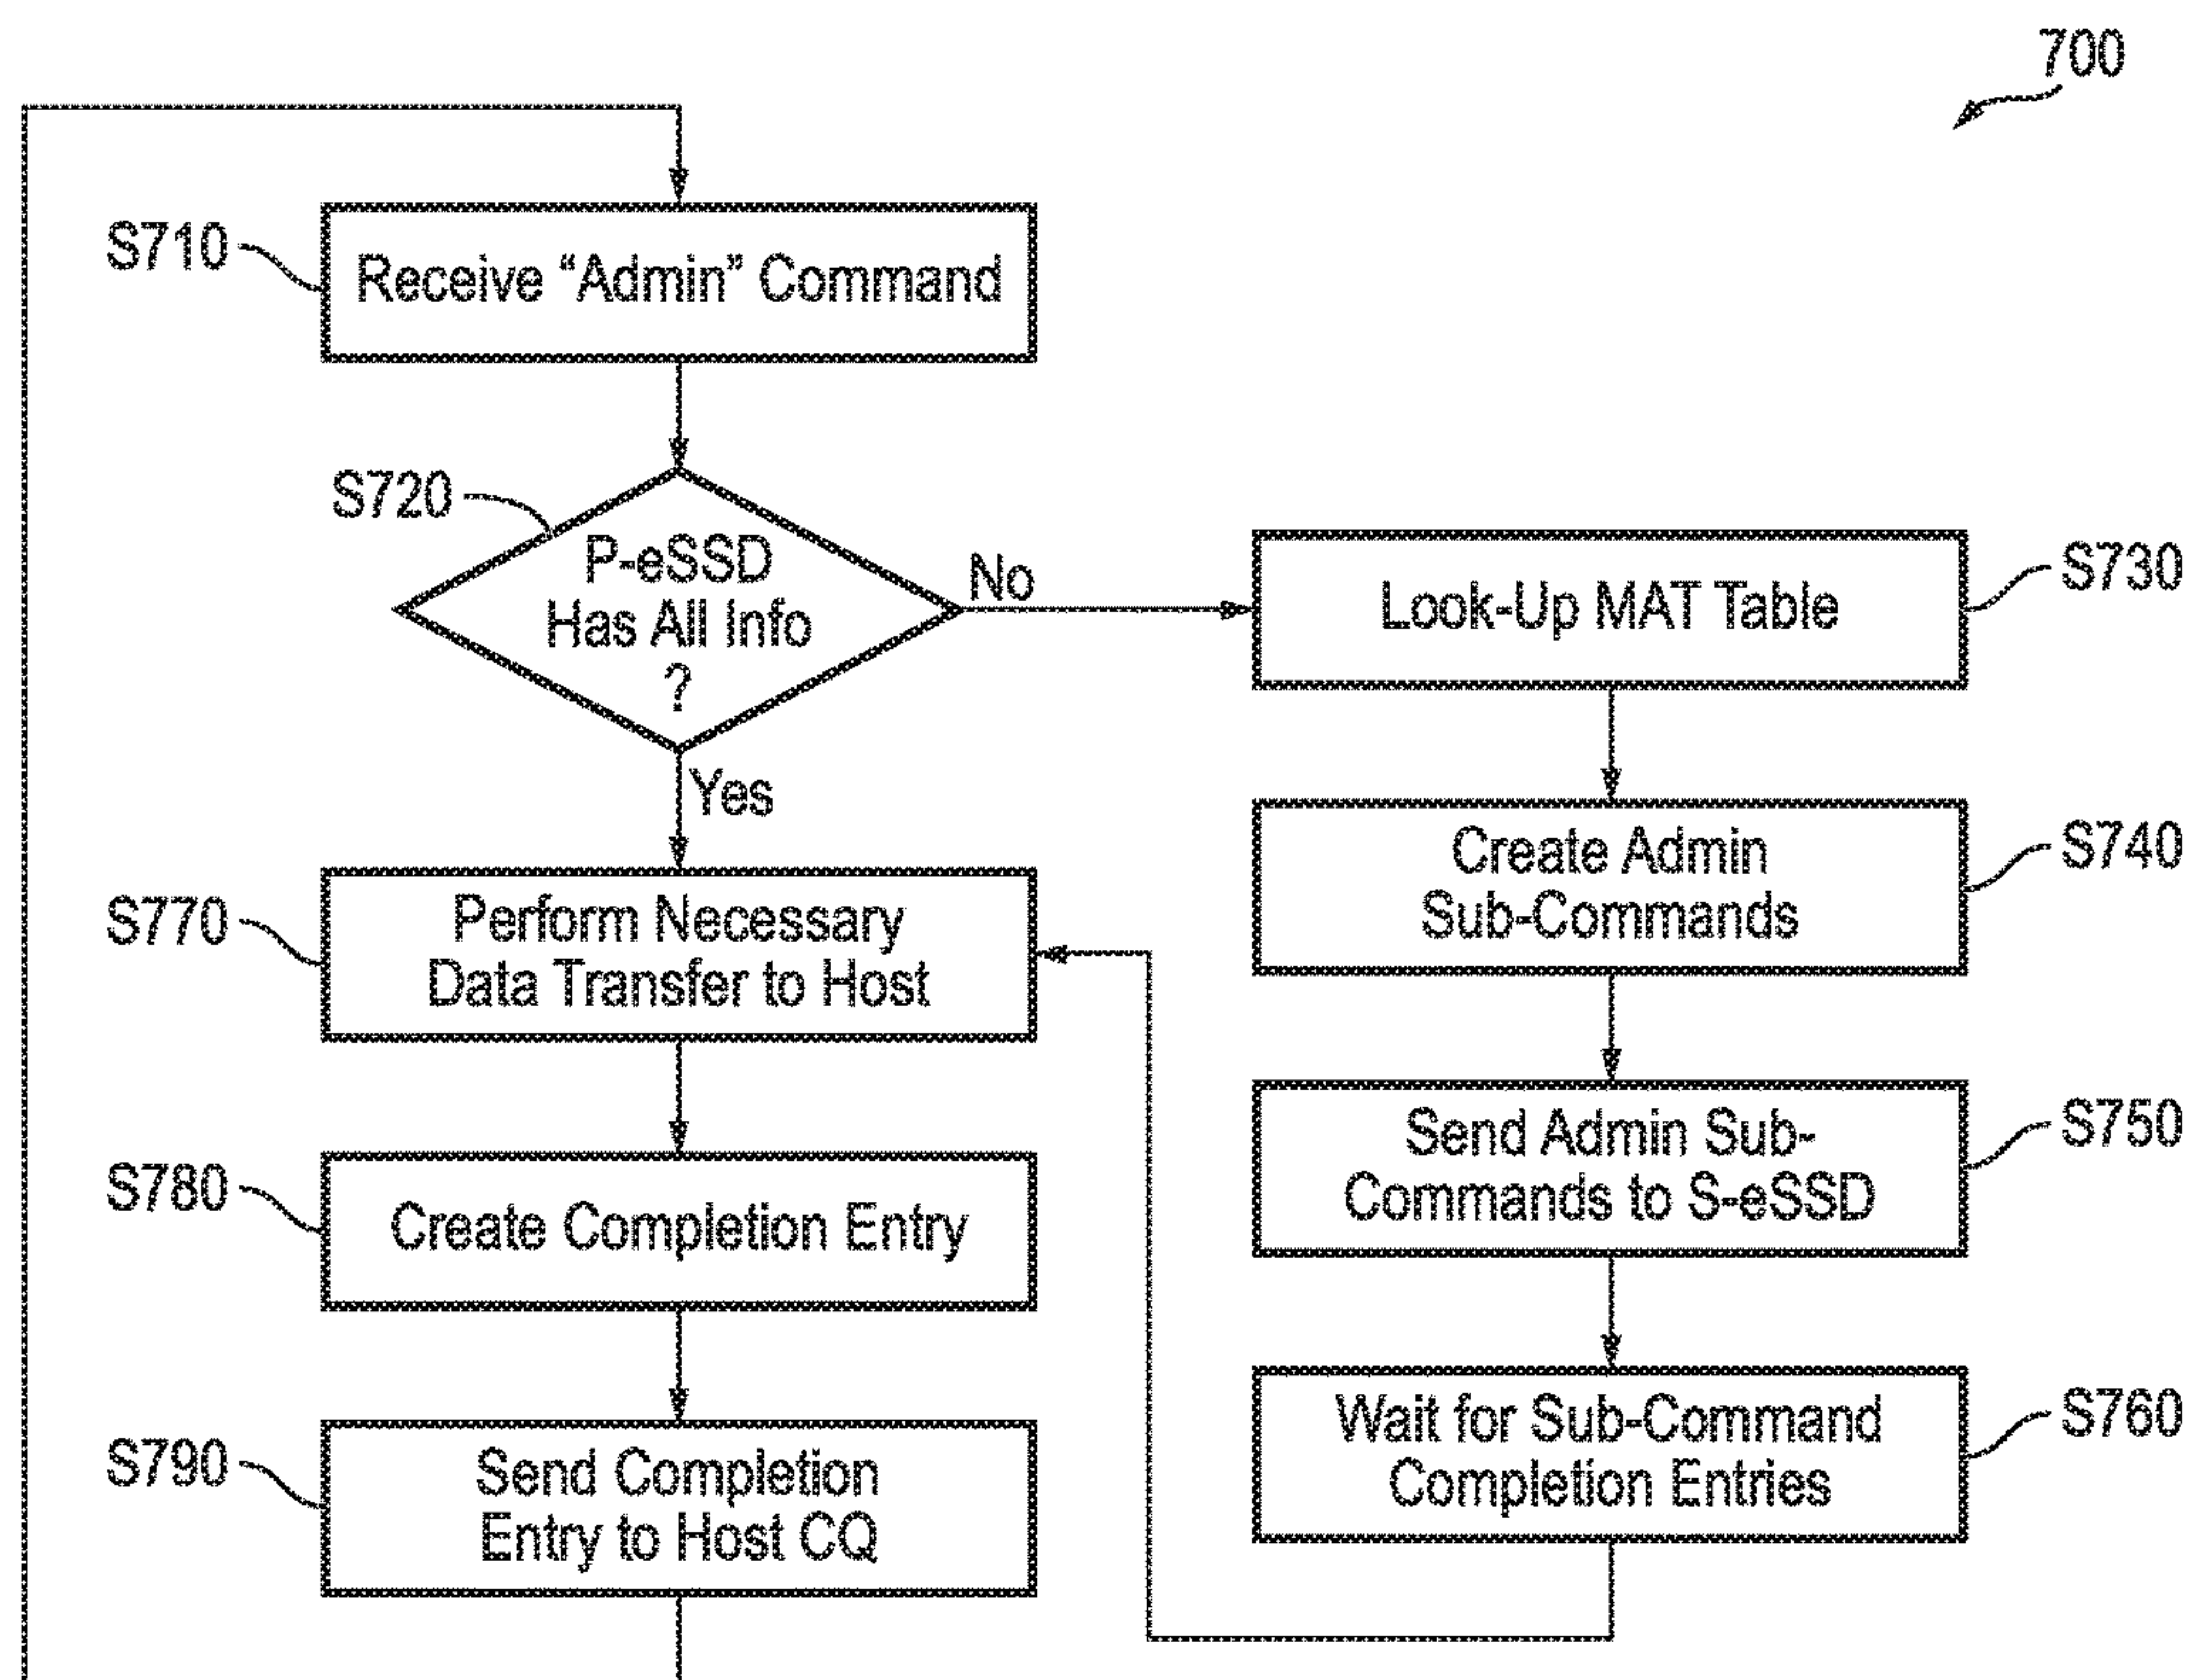 700
S710
Receive “Admin” Command
S720
P-eSSD
Has All Info
?
No
Yes
S730
Look-Up MAT Table
S740
Create Admin
Sub-Commands
S750
Send Admin Sub-
Commands to S-eSSD
S760
Wait for Sub-Command
Completion Entries
S770
Perform Necessary
Data Transfer to Host
S780
Create Completion Entry
S790
Send Completion
Entry to Host CQ